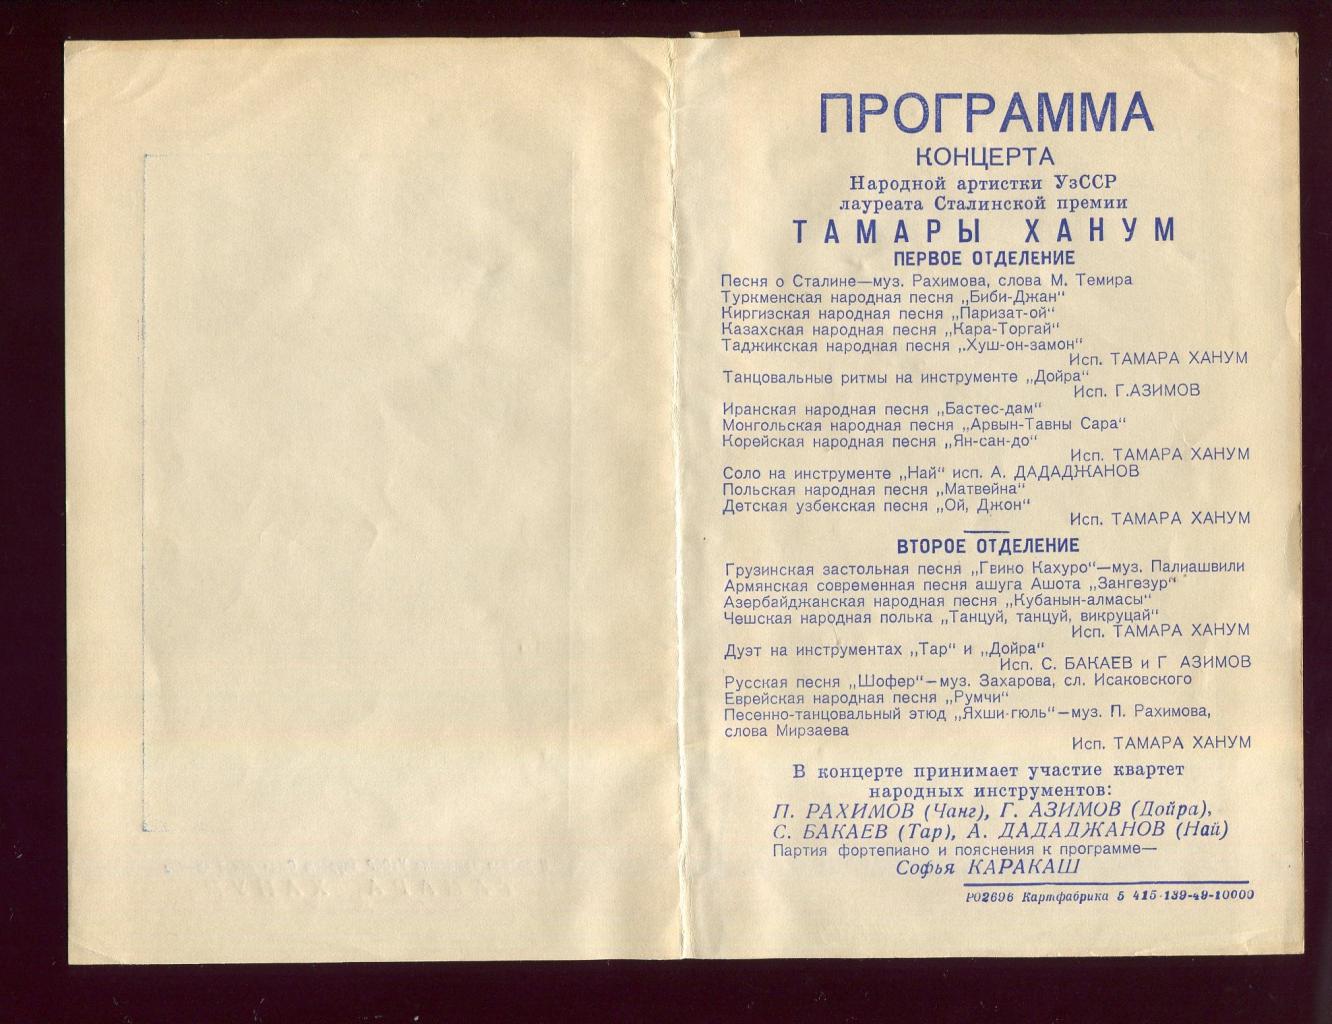 ПРОГРАММА
КОНЦЕРТА
Народной артистки УзССР
лауреата Сталинской премии
ТАМАРЫ ХАНУМ
ПЕРВОЕ ОТДЕЛЕНИЕ
Песня о Сталине—муз. Рахимова, слова М. Темира
Туркменская народная песня „Биби-Джан“
Киргизская народная песня „Паризат-ой“
Казахская народная песня „Кара-Торгай“
Таджикская народная песня „Хуш-он-замон“
Исп. ТАМАРА ХАНУМ
Танцовальные ритмы на инструменте „Дойра“
Исп. Г.АЗИМОВ
Иранская народная песня „Бастес-дам“
Монгольская народная песня „Арвын-Тавны Сара“
Корейская народная песня „Ян-сан-до“
Исп. ТАМАРА ХАНУМ
Соло на инструменте „Най“ исп. А. ДАДАДЖАНОВ
Польская народная песня „Матвейна“
Детская узбекская песня „Ой, Джон“
Исп. ТАМАРА ХАНУМ
ВТОРОЕ ОТДЕЛЕНИЕ
Грузинская застольная песня „Гвино Кахуро“—муз. Палиашвили
Армянская современная песня ашуга Ашота „Зангезур“
Азербайджанская народная песня „Кубанын-алмасы“
Чешская народная полька „Танцуй, танцуй, викруцай“
Исп. ТАМАРА ХАНУМ
Дуэт на инструментах „Тар“ и „Дойра“
Исп. С. БАКАЕВ и Г АЗИМОВ
Русская песня „Шофер“—муз. Захарова, сл. Исаковского
Еврейская народная песня „Румчи“
Песенно-танцовальный этюд „Яхши-гюль“—муз. П. Рахимова,
слова Мирзаева
Исп. ТАМАРА ХАНУМ
В концерте принимает участие квартет
народных инструментов:
П. РАХИМОВ (Чанг), Г. АЗИМОВ (Дойра),
С. БАКАЕВ (Тар), А. ДАДАДЖАНОВ (Най)
Партия фортепиано и пояснения к программе—
Софья КАРАКАШ
РО2696 Картфабрика 5 415-139-49-10000